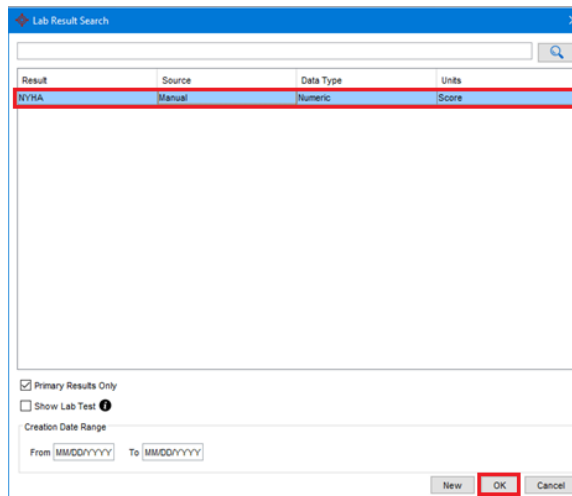 Lab Result Search
Result Source Data Type Units
NYHA Manual Numeric Score
Primary Results Only
Show Lab Test
Creation Date Range
From MM/DD/YYYY To MM/DD/YYYY
New OK Cancel